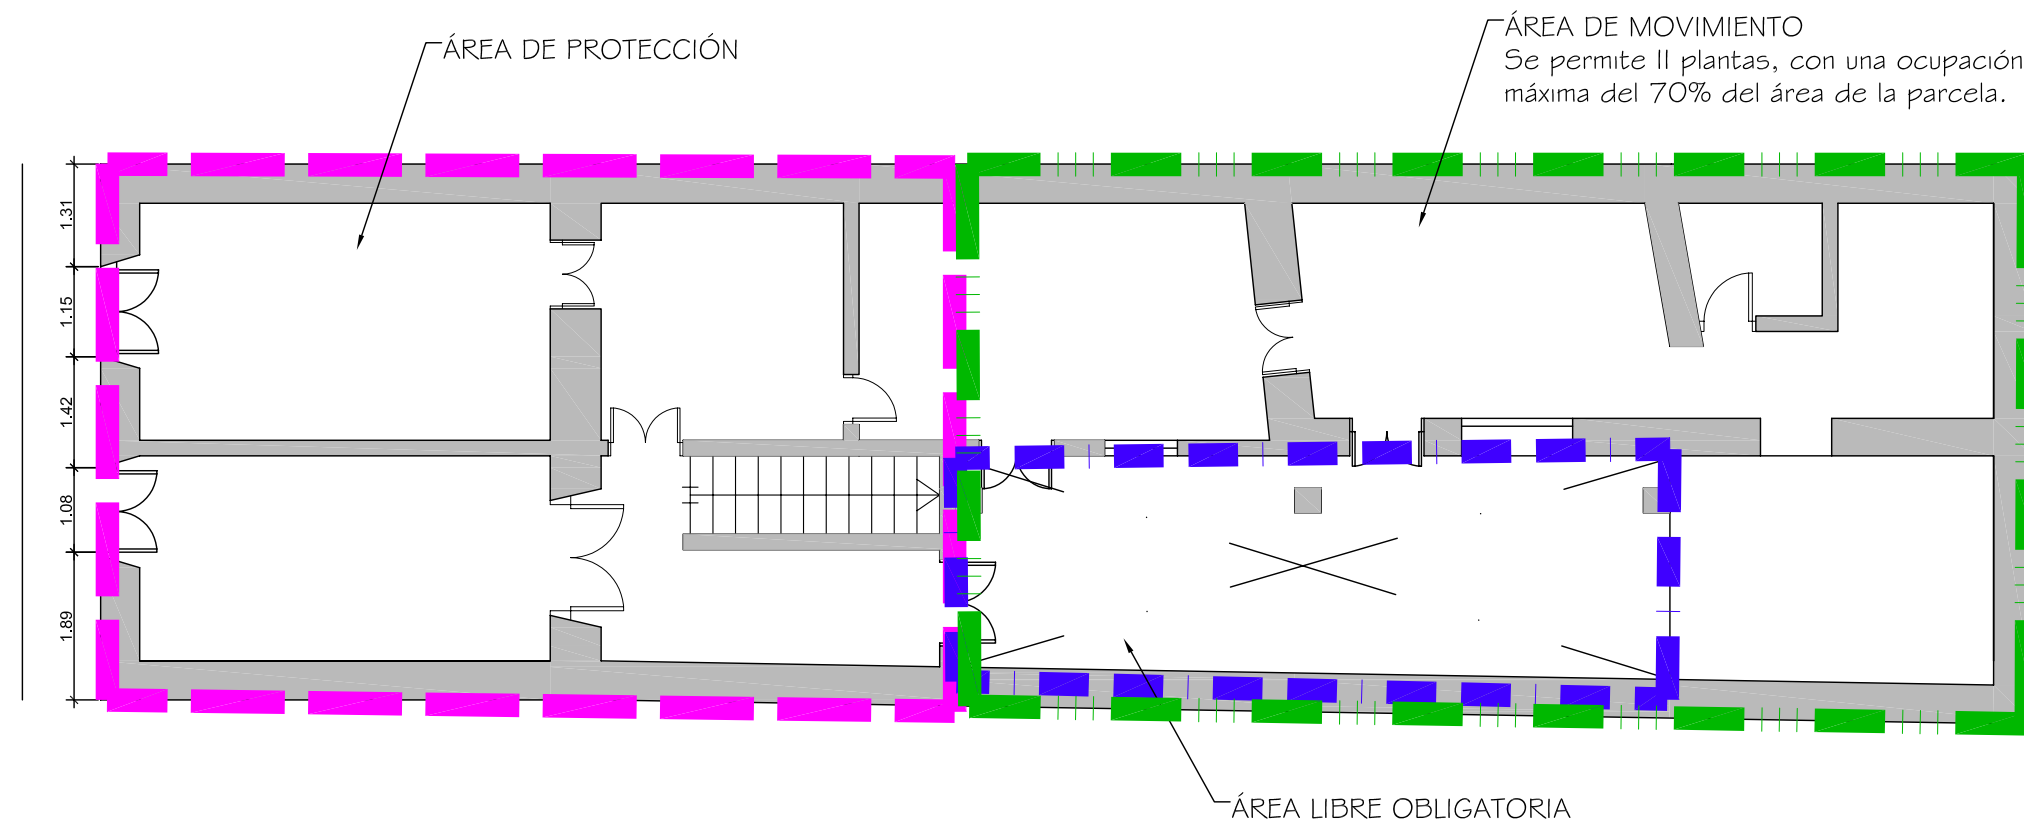 ÁREA DE PROTECCIÓN
ÁREA DE MOVIMIENTO
Se permite II plantas, con una ocupación
máxima del 70% del área de la parcela.
1.31
1.15
1.42
1.08
1.89
ÁREA LIBRE OBLIGATORIA